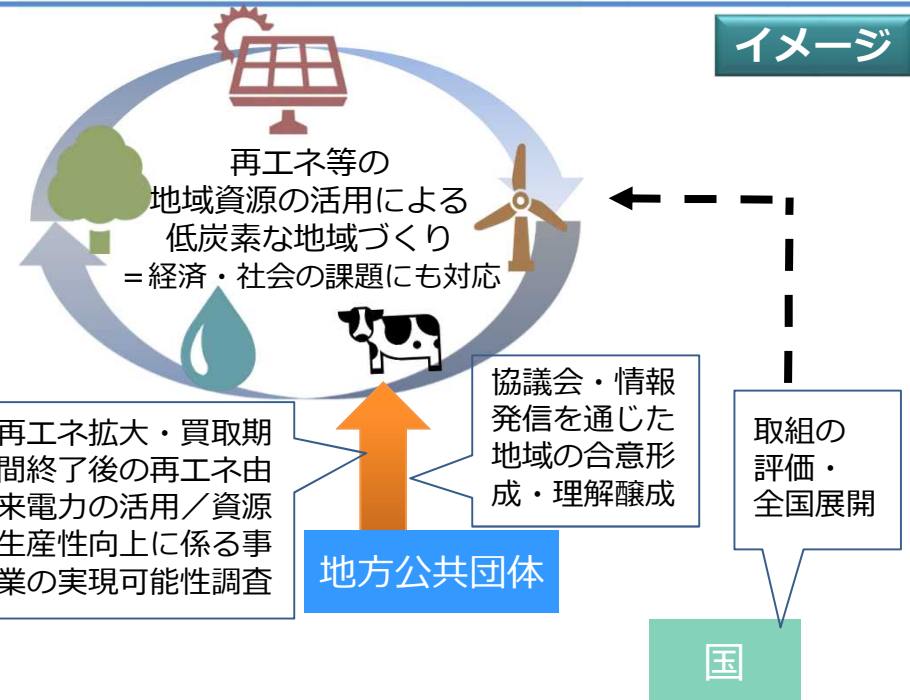 イメージ
再エネ等の
地域資源の活用による
低炭素な地域づくり
＝経済・社会の課題にも対応
再エネ拡大・買取期
間終了後の再エネ由
来電力の活用／資源
生産性向上に係る事
業の実現可能性調査
協議会・情報
発信を通じた
地域の合意形
成・理解醸成
取組の
評価・
全国展開
地方公共団体
国